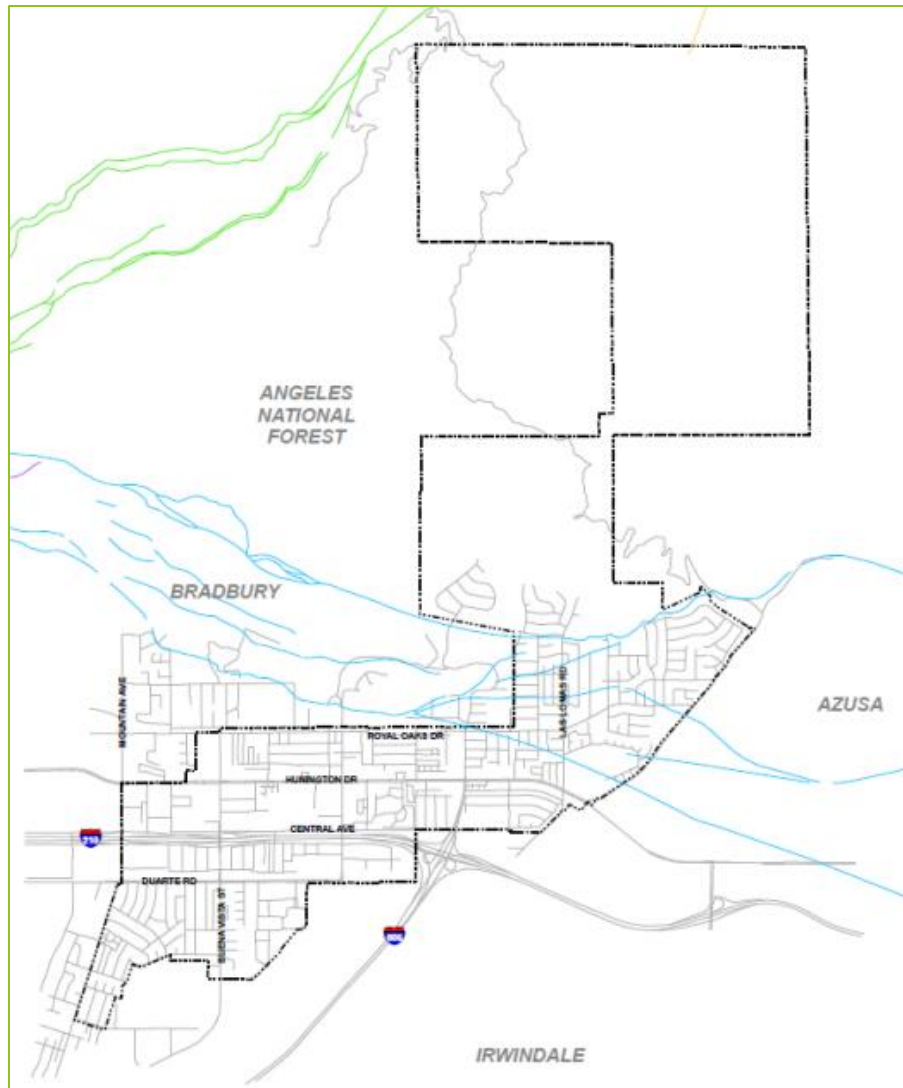 ANGELES
NATIONAL
FOREST
BRADBURY
MOUNTAIN AVE
LAS LOMAS RD
AZUSA
ROYAL OAKS DR
HUNINGTON DR
CENTRAL AVE
210
DUARTE RD
BUENA VISTA ST
605
IRWINDALE